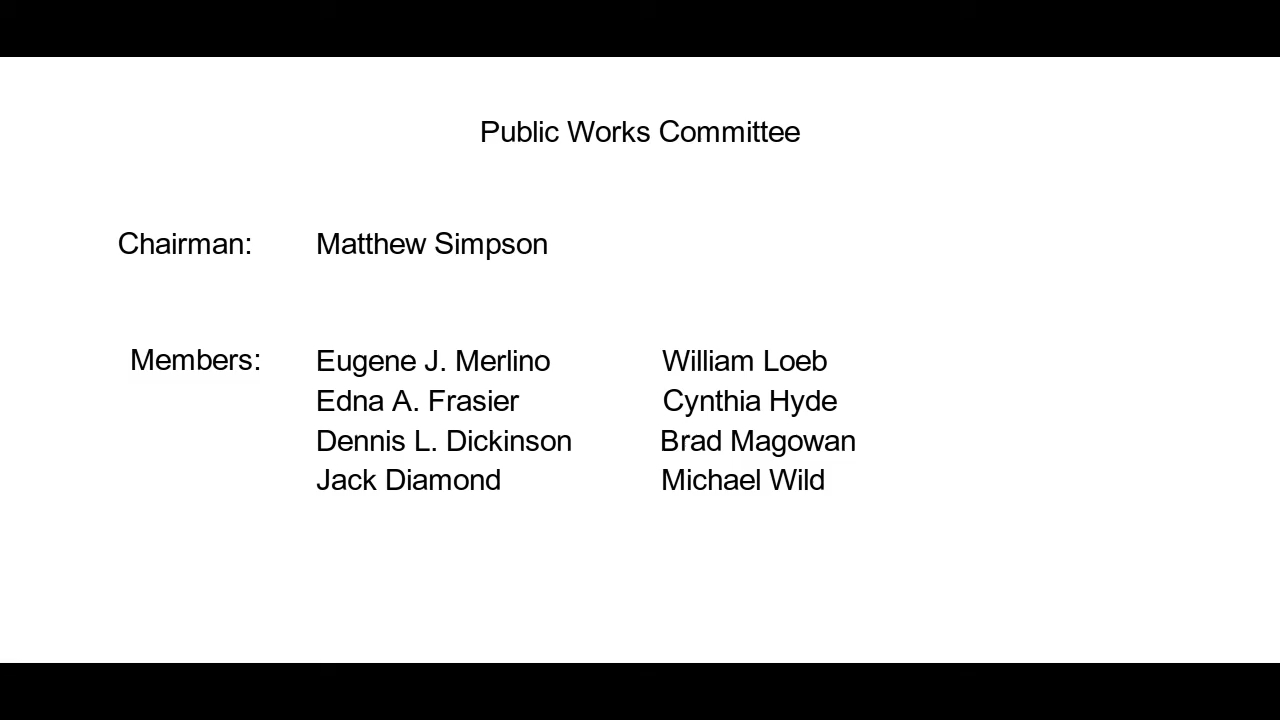 Public Works Committee
Chairman: Matthew Simpson
Members: Eugene J. Merlino William Loeb
Edna A. Frasier Cynthia Hyde
Dennis L. Dickinson Brad Magowan
Jack Diamond Michael Wild